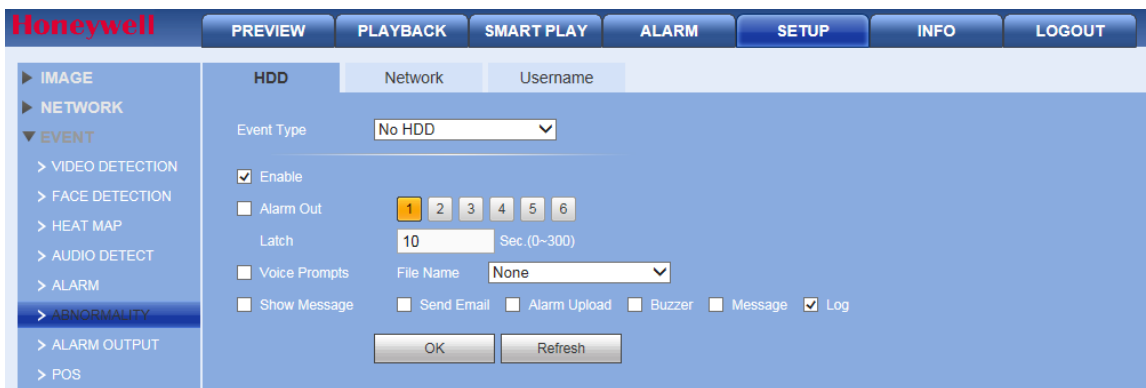 Honeywell
PREVIEW PLAYBACK SMART PLAY ALARM SETUP INFO LOGOUT
IMAGE
NETWORK
EVENT
> VIDEO DETECTION
> FACE DETECTION
> HEAT MAP
> AUDIO DETECT
> ALARM
> ABNORMALITY
> ALARM OUTPUT
> POS
HDD Network Username
Event Type No HDD
Enable
Alarm Out 1 2 3 4 5 6
Latch 10 Sec.(0~300)
Voice Prompts File Name None
Show Message Send Email Alarm Upload Buzzer Message Log
OK Refresh